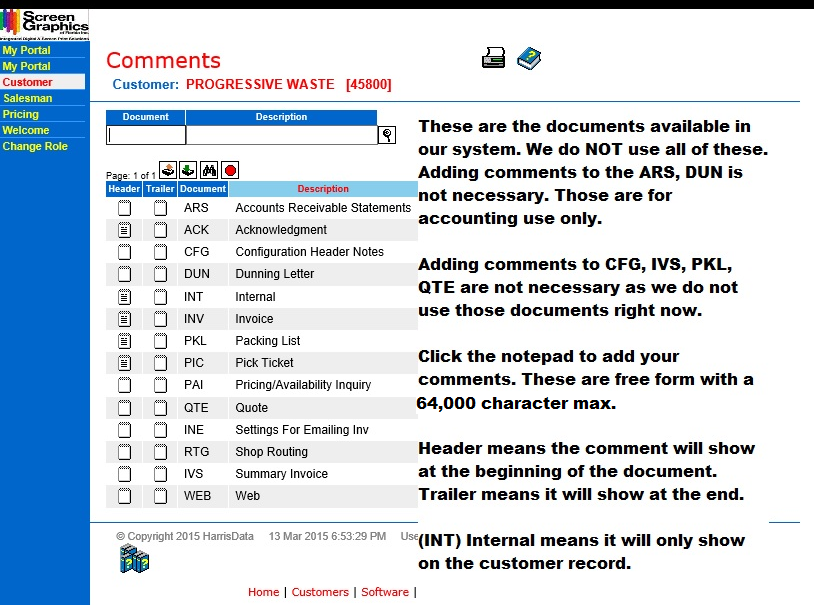 Screen
Graphics
of Florida Inc.
Integrated Digital & Screen Print Solutions
My Portal
My Portal
Customer
Salesman
Pricing
Welcome
Change Role
Comments
Customer: PROGRESSIVE WASTE [45800]
Document Description
Page: 1 of 1
Header Trailer Document Description
ARS Accounts Receivable Statements
ACK Acknowledgment
CFG Configuration Header Notes
DUN Dunning Letter
INT Internal
INV Invoice
PKL Packing List
PIC Pick Ticket
PAI Pricing/Availability Inquiry
QTE Quote
INE Settings For Emailing Inv
RTG Shop Routing
IVS Summary Invoice
WEB Web
© Copyright 2015 HarrisData 13 Mar 2015 6:53:29 PM Use
Home | Customers | Software |
These are the documents available in
our system. We do NOT use all of these.
Adding comments to the ARS, DUN is
not necessary. Those are for
accounting use only.
Adding comments to CFG, IVS, PKL,
QTE are not necessary as we do not
use those documents right now.
Click the notepad to add your
comments. These are free form with a
64,000 character max.
Header means the comment will show
at the beginning of the document.
Trailer means it will show at the end.
(INT) Internal means it will only show
on the customer record.